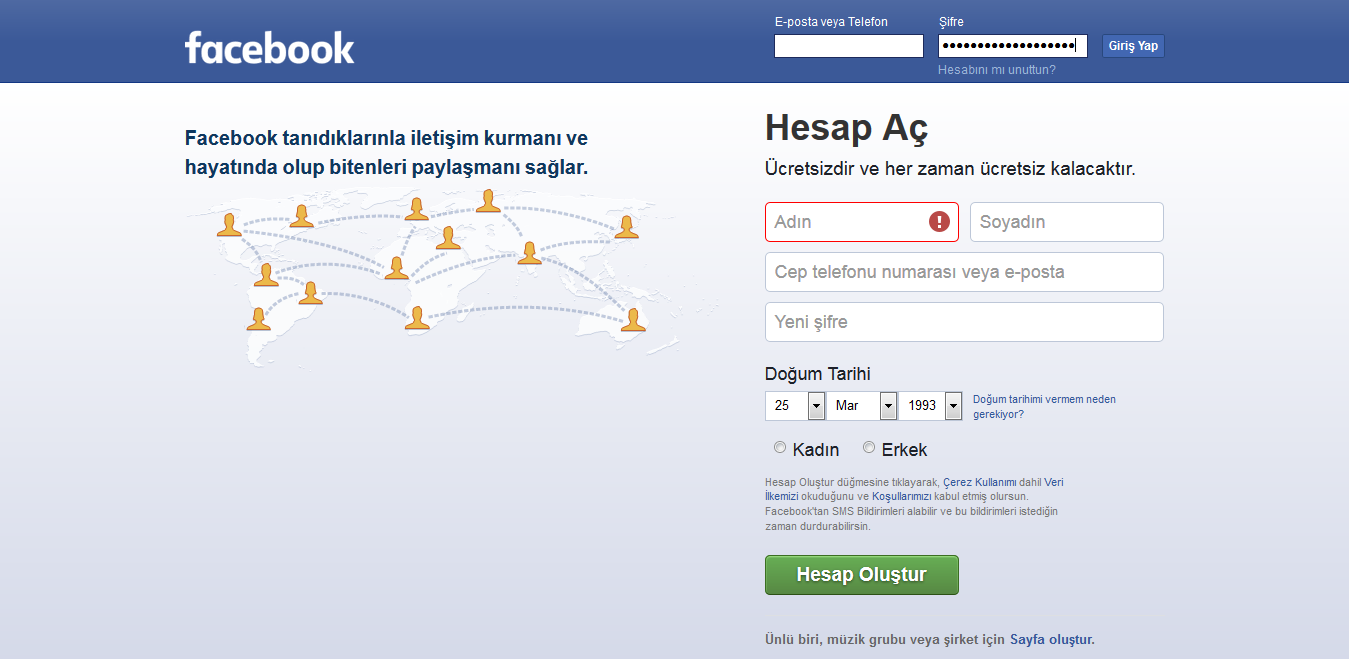 facebook
E-posta veya Telefon
Şifre
•••••••••••••••••••
Giriş Yap
Hesabını mı unuttun?
Facebook tanıdıklarınla iletişim kurmanı ve
hayatında olup bitenleri paylaşmanı sağlar.
Hesap Aç
Ücretsizdir ve her zaman ücretsiz kalacaktır.
Adın
Soyadın
Cep telefonu numarası veya e-posta
Yeni şifre
Doğum Tarihi
25 Mar 1993
Doğum tarihimi vermem neden
gerekiyor?
Kadın Erkek
Hesap Oluştur düğmesine tıklayarak, Çerez Kullanımı dahil Veri
İlkemizi okuduğunu ve Koşullarımızı kabul etmiş olursun.
Facebook'tan SMS Bildirimleri alabilir ve bu bildirimleri istediğin
zaman durdurabilirsin.
Hesap Oluştur
Ünlü biri, müzik grubu veya şirket için Sayfa oluştur.